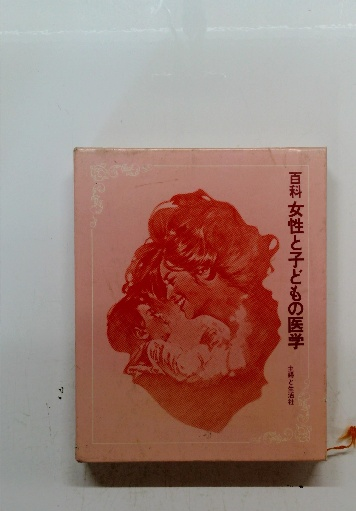 百科
女性と子どもの医学
主婦と生活社